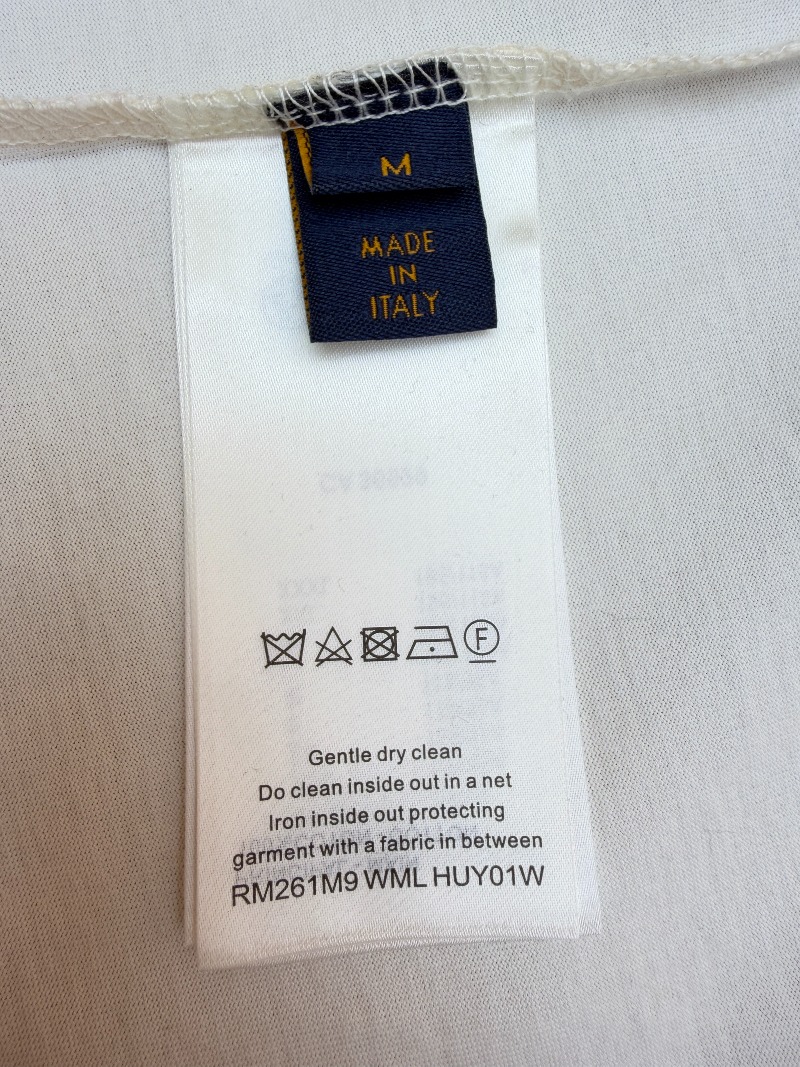 M
MADE
IN
ITALY
F
Gentle dry clean
Do clean inside out in a net
Iron inside out protecting
garment with a fabric in between
RM261M9 WML HUY01W